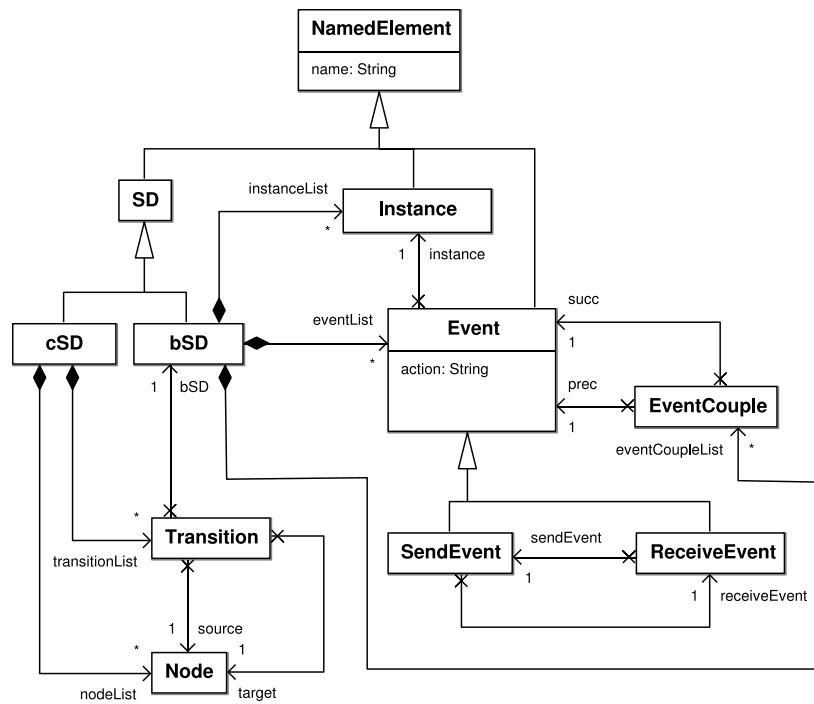 NamedElement
name: String
SD
instanceList
*
Instance
1
instance
cSD
bSD
eventList
*
Event
action: String
succ
1
prec
1
EventCouple
eventCoupleList
*
1
bSD
*
Transition
transitionList
SendEvent
sendEvent
1
ReceiveEvent
1
receiveEvent
1
source
1
*
Node
nodeList
target